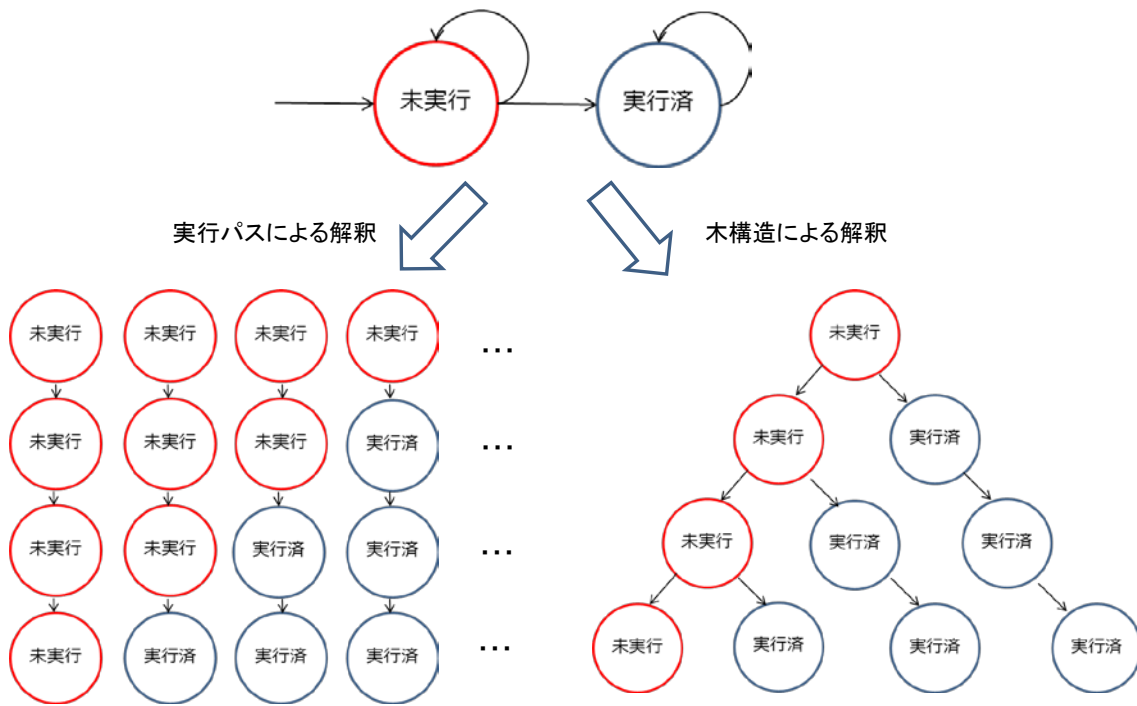 未実行 実行済
実行パスによる解釈 木構造による解釈
未実行 未実行 未実行 未実行 ...
未実行 未実行 未実行 実行済 ...
未実行 未実行 実行済 実行済 ...
未実行 実行済 実行済 実行済 ...
未実行
未実行 実行済
未実行 実行済 実行済
未実行 実行済 実行済 実行済